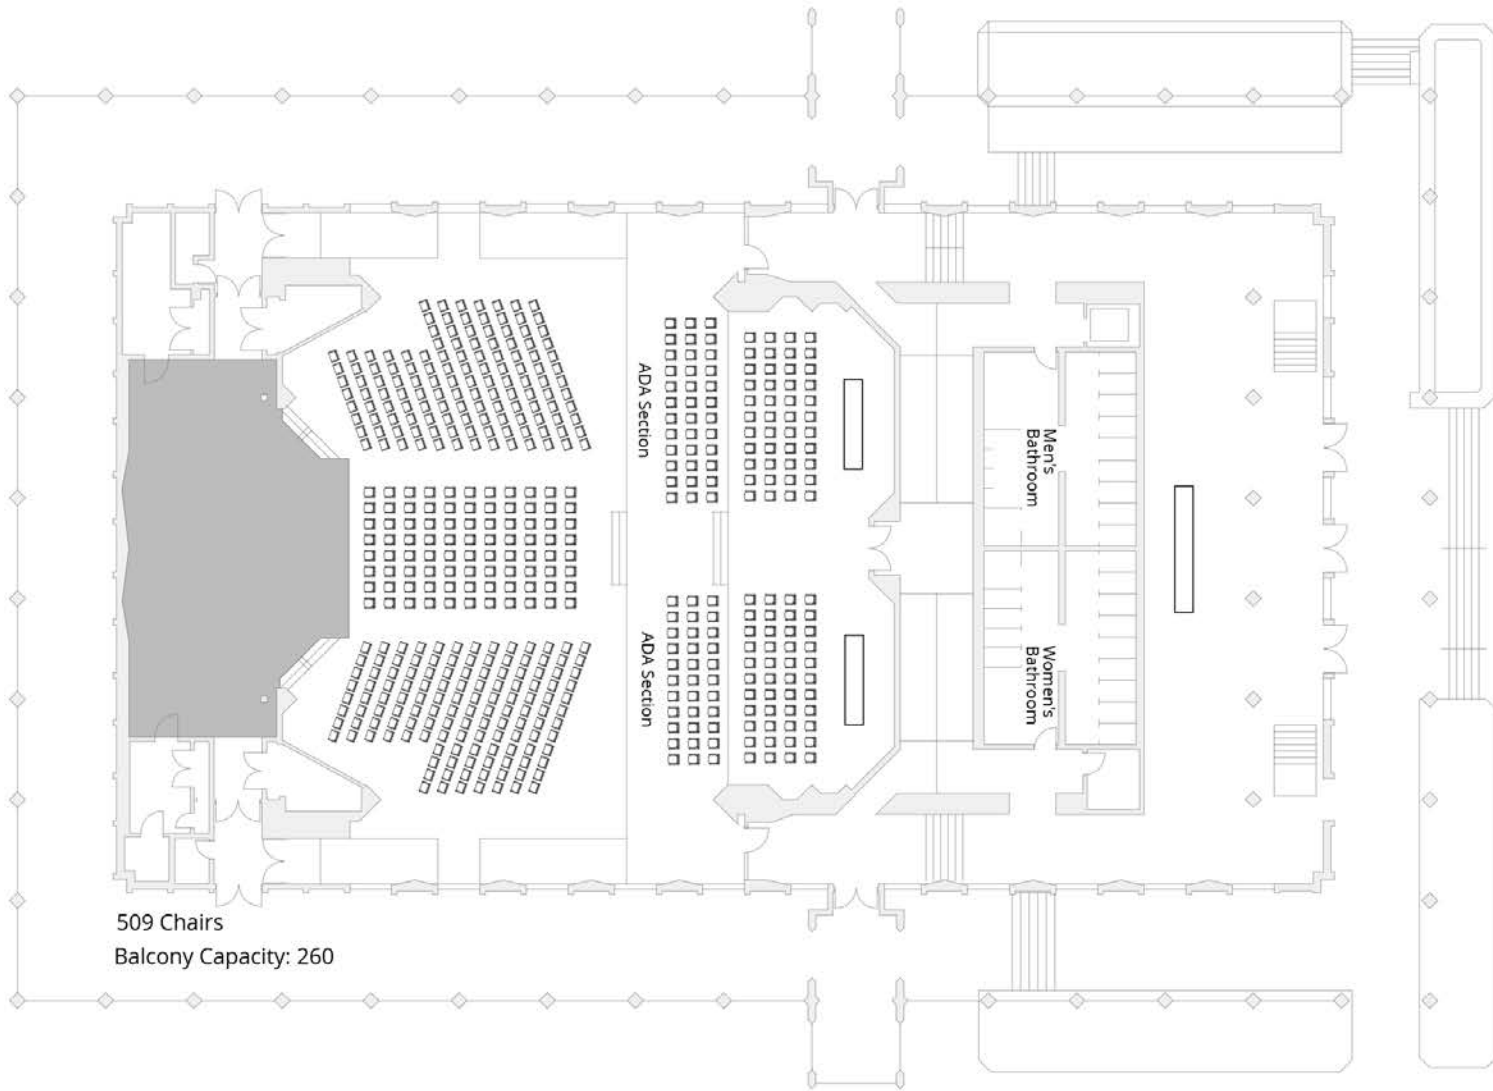 ADA Section
Men's
Bathroom
ADA Section
Women's
Bathroom
509 Chairs
Balcony Capacity: 260